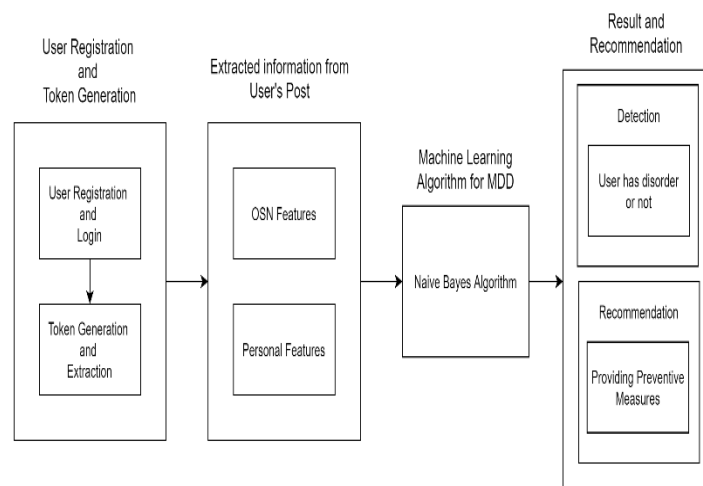 User Registration
and
Token Generation
User Registration
and
Login
Token Generation
and
Extraction
Extracted information from
User's Post
OSN Features
Personal Features
Machine Learning
Algorithm for MDD
Naive Bayes Algorithm
Result and
Recommendation
Detection
User has disorder
or not
Recommendation
Providing Preventive
Measures